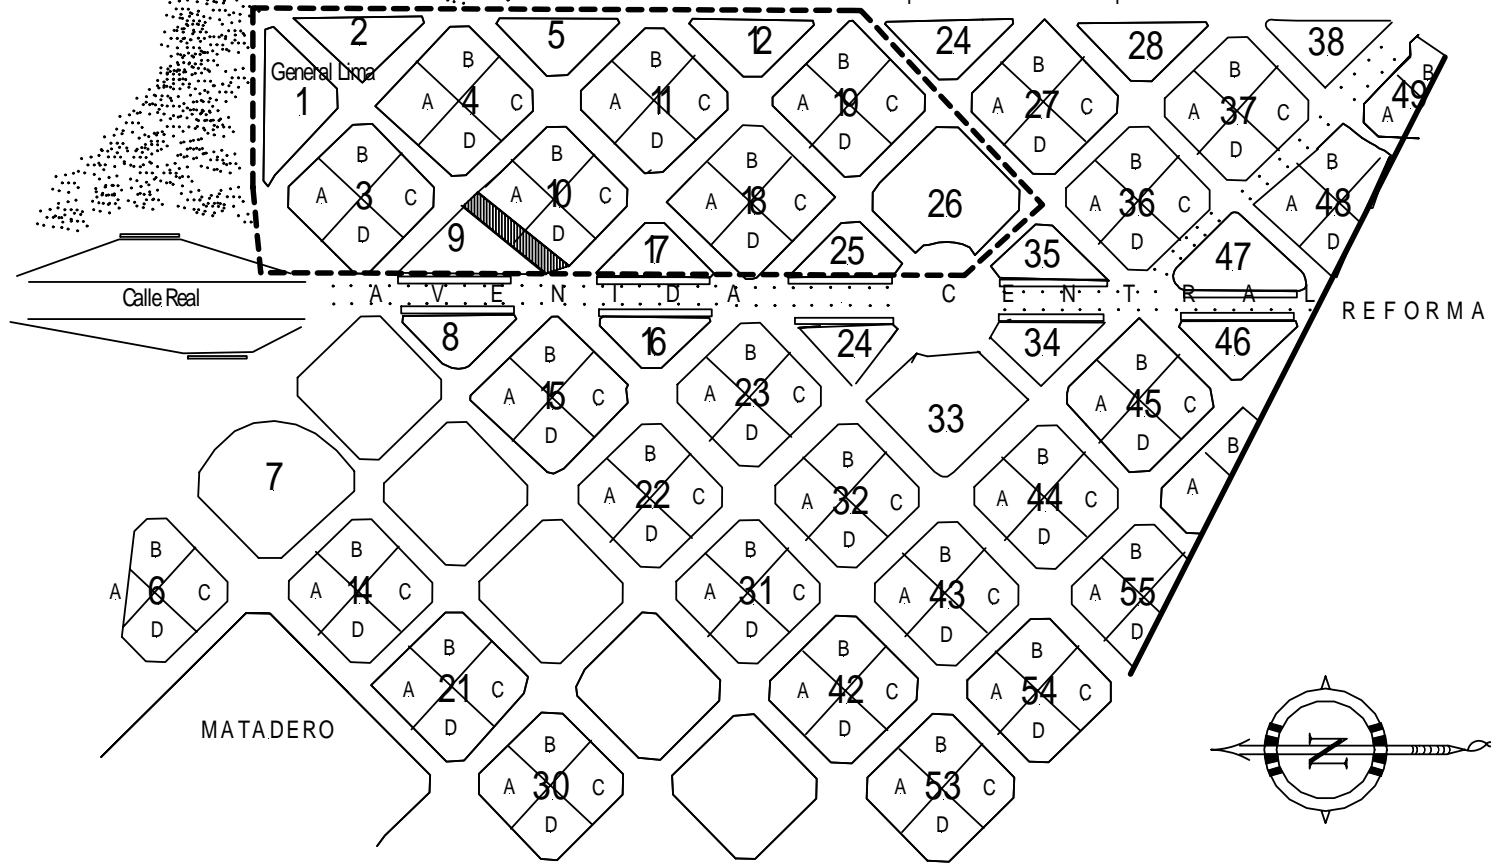 2 5 12 24 28 38
General Lima
1
B
A 4 C
D
B
A 11 C
D
B
A 19 C
D
B
A 27 C
D
B
A 37 C
D
B
A 49
B
A 3 C
D
B
A 10 C
D
B
A 18 C
D
26
B
A 36 C
D
B
A 48
D
9 17 25 35 47
Calle Real
AVENIDA CENTRAL
REFORMA
8 16 24 34 46
B
A 15 C
D
B
A 23 C
D
33
B
A 45 C
D
7
B
A 22 C
D
B
A 32 C
D
B
A 44 C
D
B
A
B
A 6 C
D
B
A 14 C
D
B
A 31 C
D
B
A 43 C
D
B
A 55
D
B
A 21 C
D
B
A 42 C
D
B
A 54 C
D
MATADERO
B
A 30 C
D
B
A 53 C
D
N